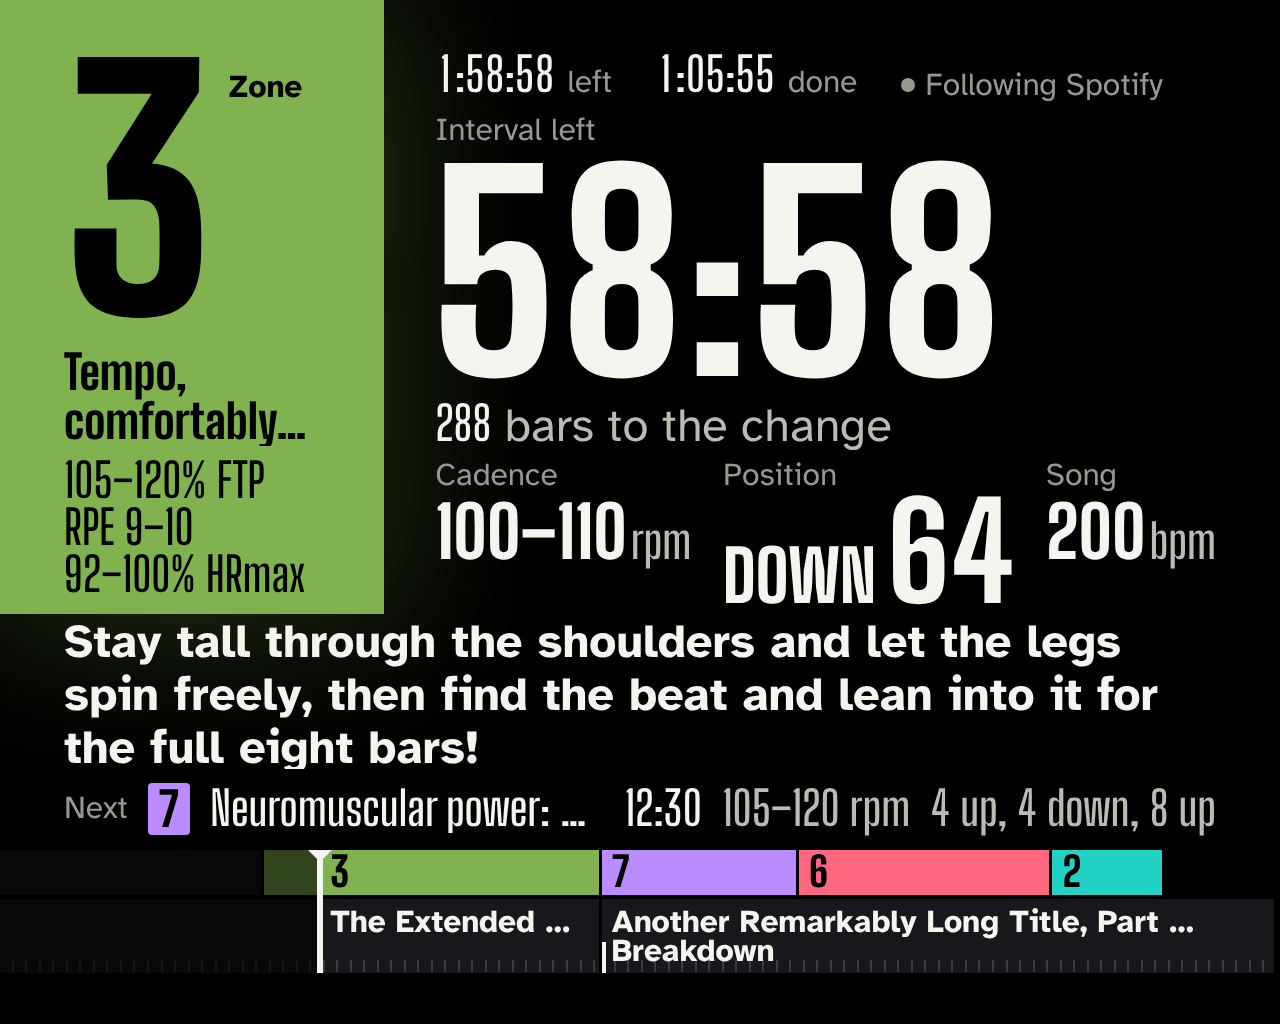 3 Zone
Tempo,
comfortably...
105–120% FTP
RPE 9–10
92–100% HRmax
1:58:58 left 1:05:55 done ● Following Spotify
Interval left
58:58
288 bars to the change
Cadence Position Song
100–110 rpm DOWN 64 200 bpm
Stay tall through the shoulders and let the legs
spin freely, then find the beat and lean into it for
the full eight bars!
Next 7 Neuromuscular power: ... 12:30 105–120 rpm 4 up, 4 down, 8 up
3 7 6 2
The Extended ... Another Remarkably Long Title, Part ...
Breakdown